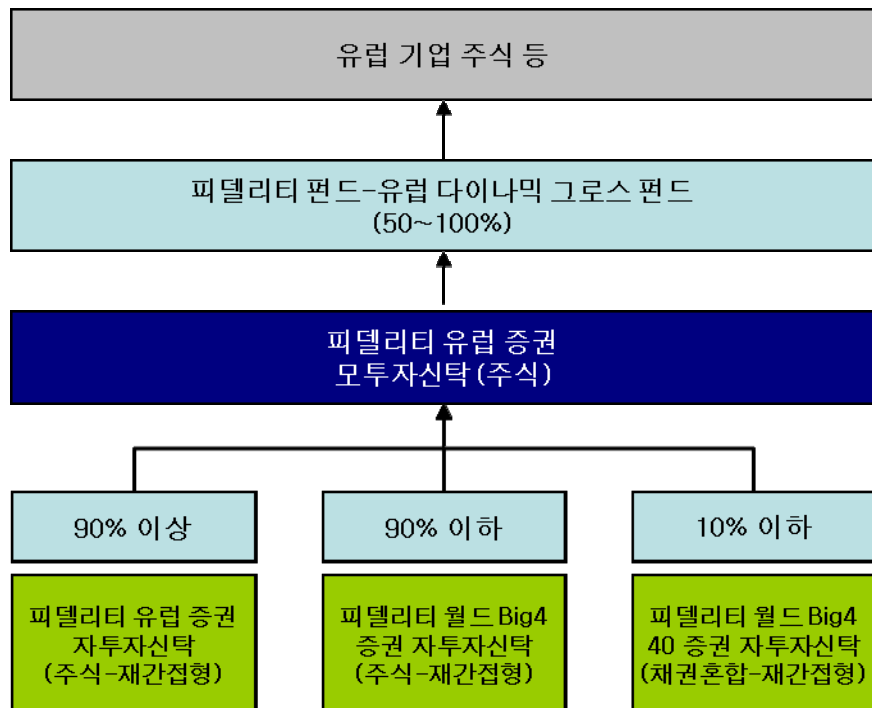 유럽 기업 주식 등
피델리티 펀드-유럽 다이나믹 그로스 펀드
(50~100%)
피델리티 유럽 증권
모투자신탁(주식)
90% 이상
90% 이하
10% 이하
피델리티 유럽 증권
자투자신탁
(주식-재간접형)
피델리티 월드 Big4
증권 자투자신탁
(주식-재간접형)
피델리티 월드 Big4
40 증권 자투자신탁
(채권혼합-재간접형)